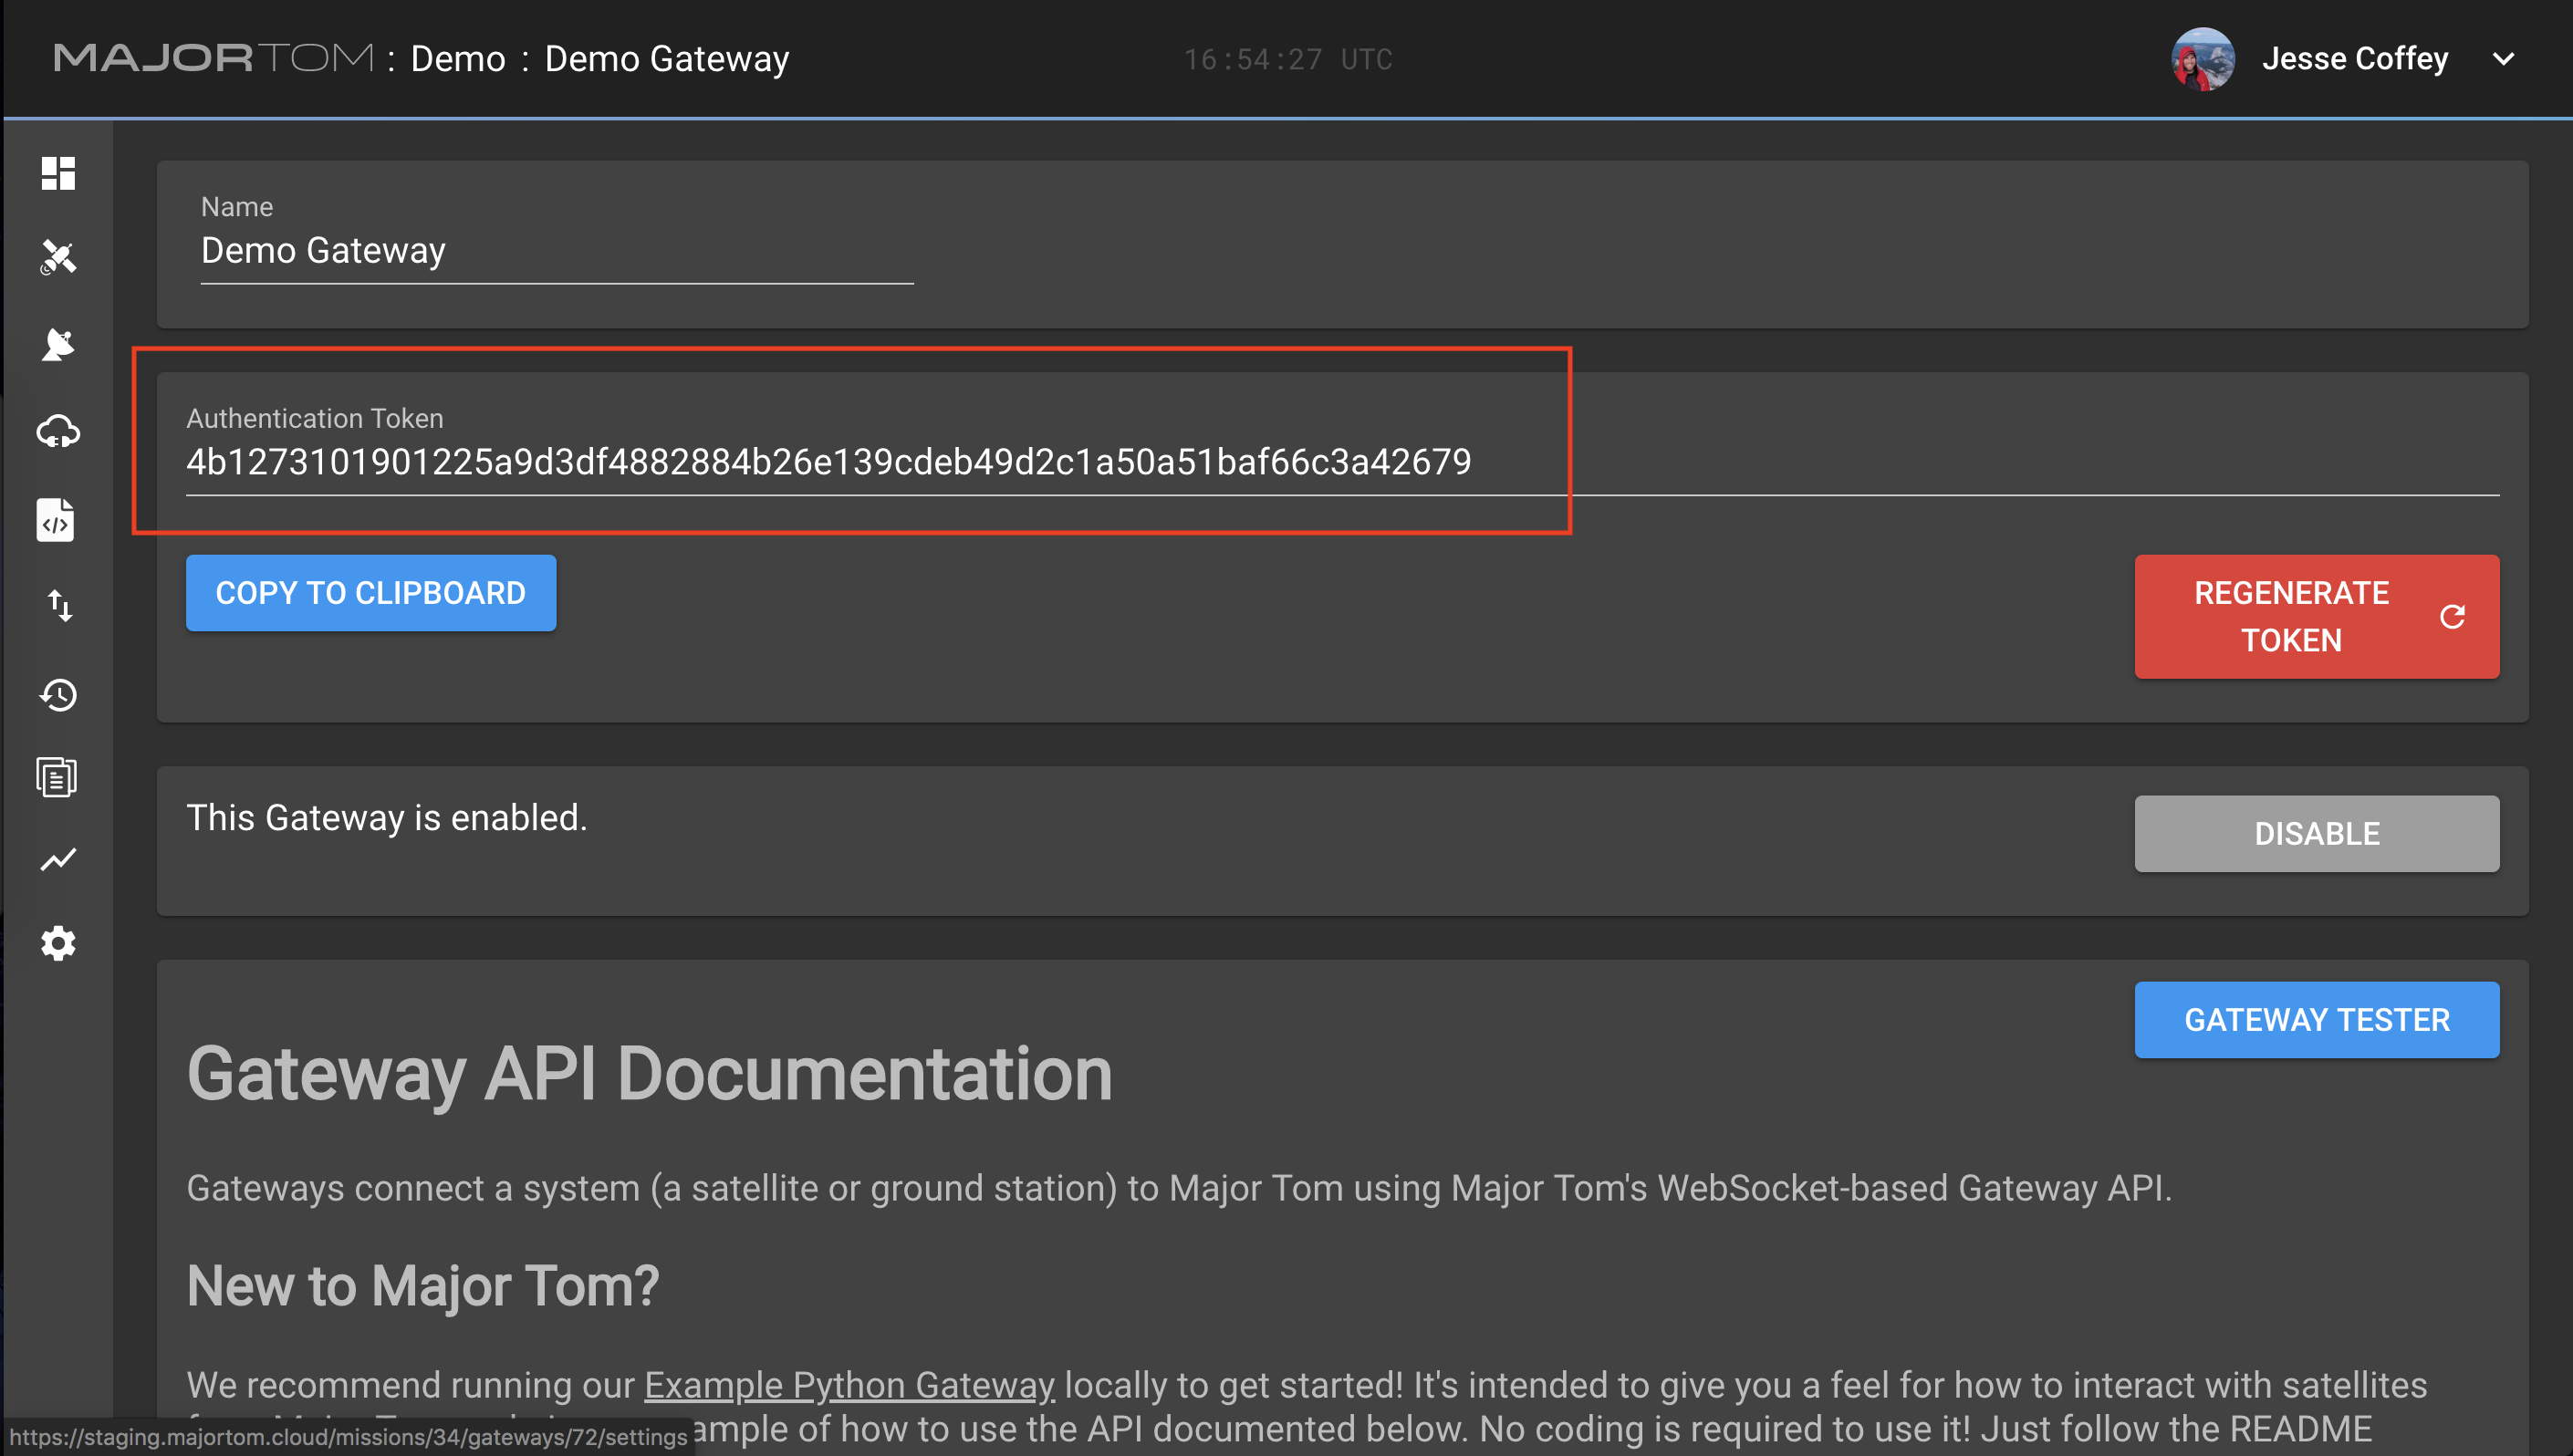 MAJORTOM : Demo : Demo Gateway
16:54:27 UTC
Jesse Coffey
Name
Demo Gateway
Authentication Token
4b1273101901225a9d3df4882884b26e139cdeb49d2c1a50a51baf66c3a42679
COPY TO CLIPBOARD
REGENERATE
TOKEN
This Gateway is enabled.
DISABLE
GATEWAY TESTER
Gateway API Documentation
Gateways connect a system (a satellite or ground station) to Major Tom using Major Tom's WebSocket-based Gateway API.
New to Major Tom?
We recommend running our Example Python Gateway locally to get started! It's intended to give you a feel for how to interact with satellites
ample of how to use the API documented below. No coding is required to use it! Just follow the README
https://staging.majortom.cloud/missions/34/gateways/72/settings